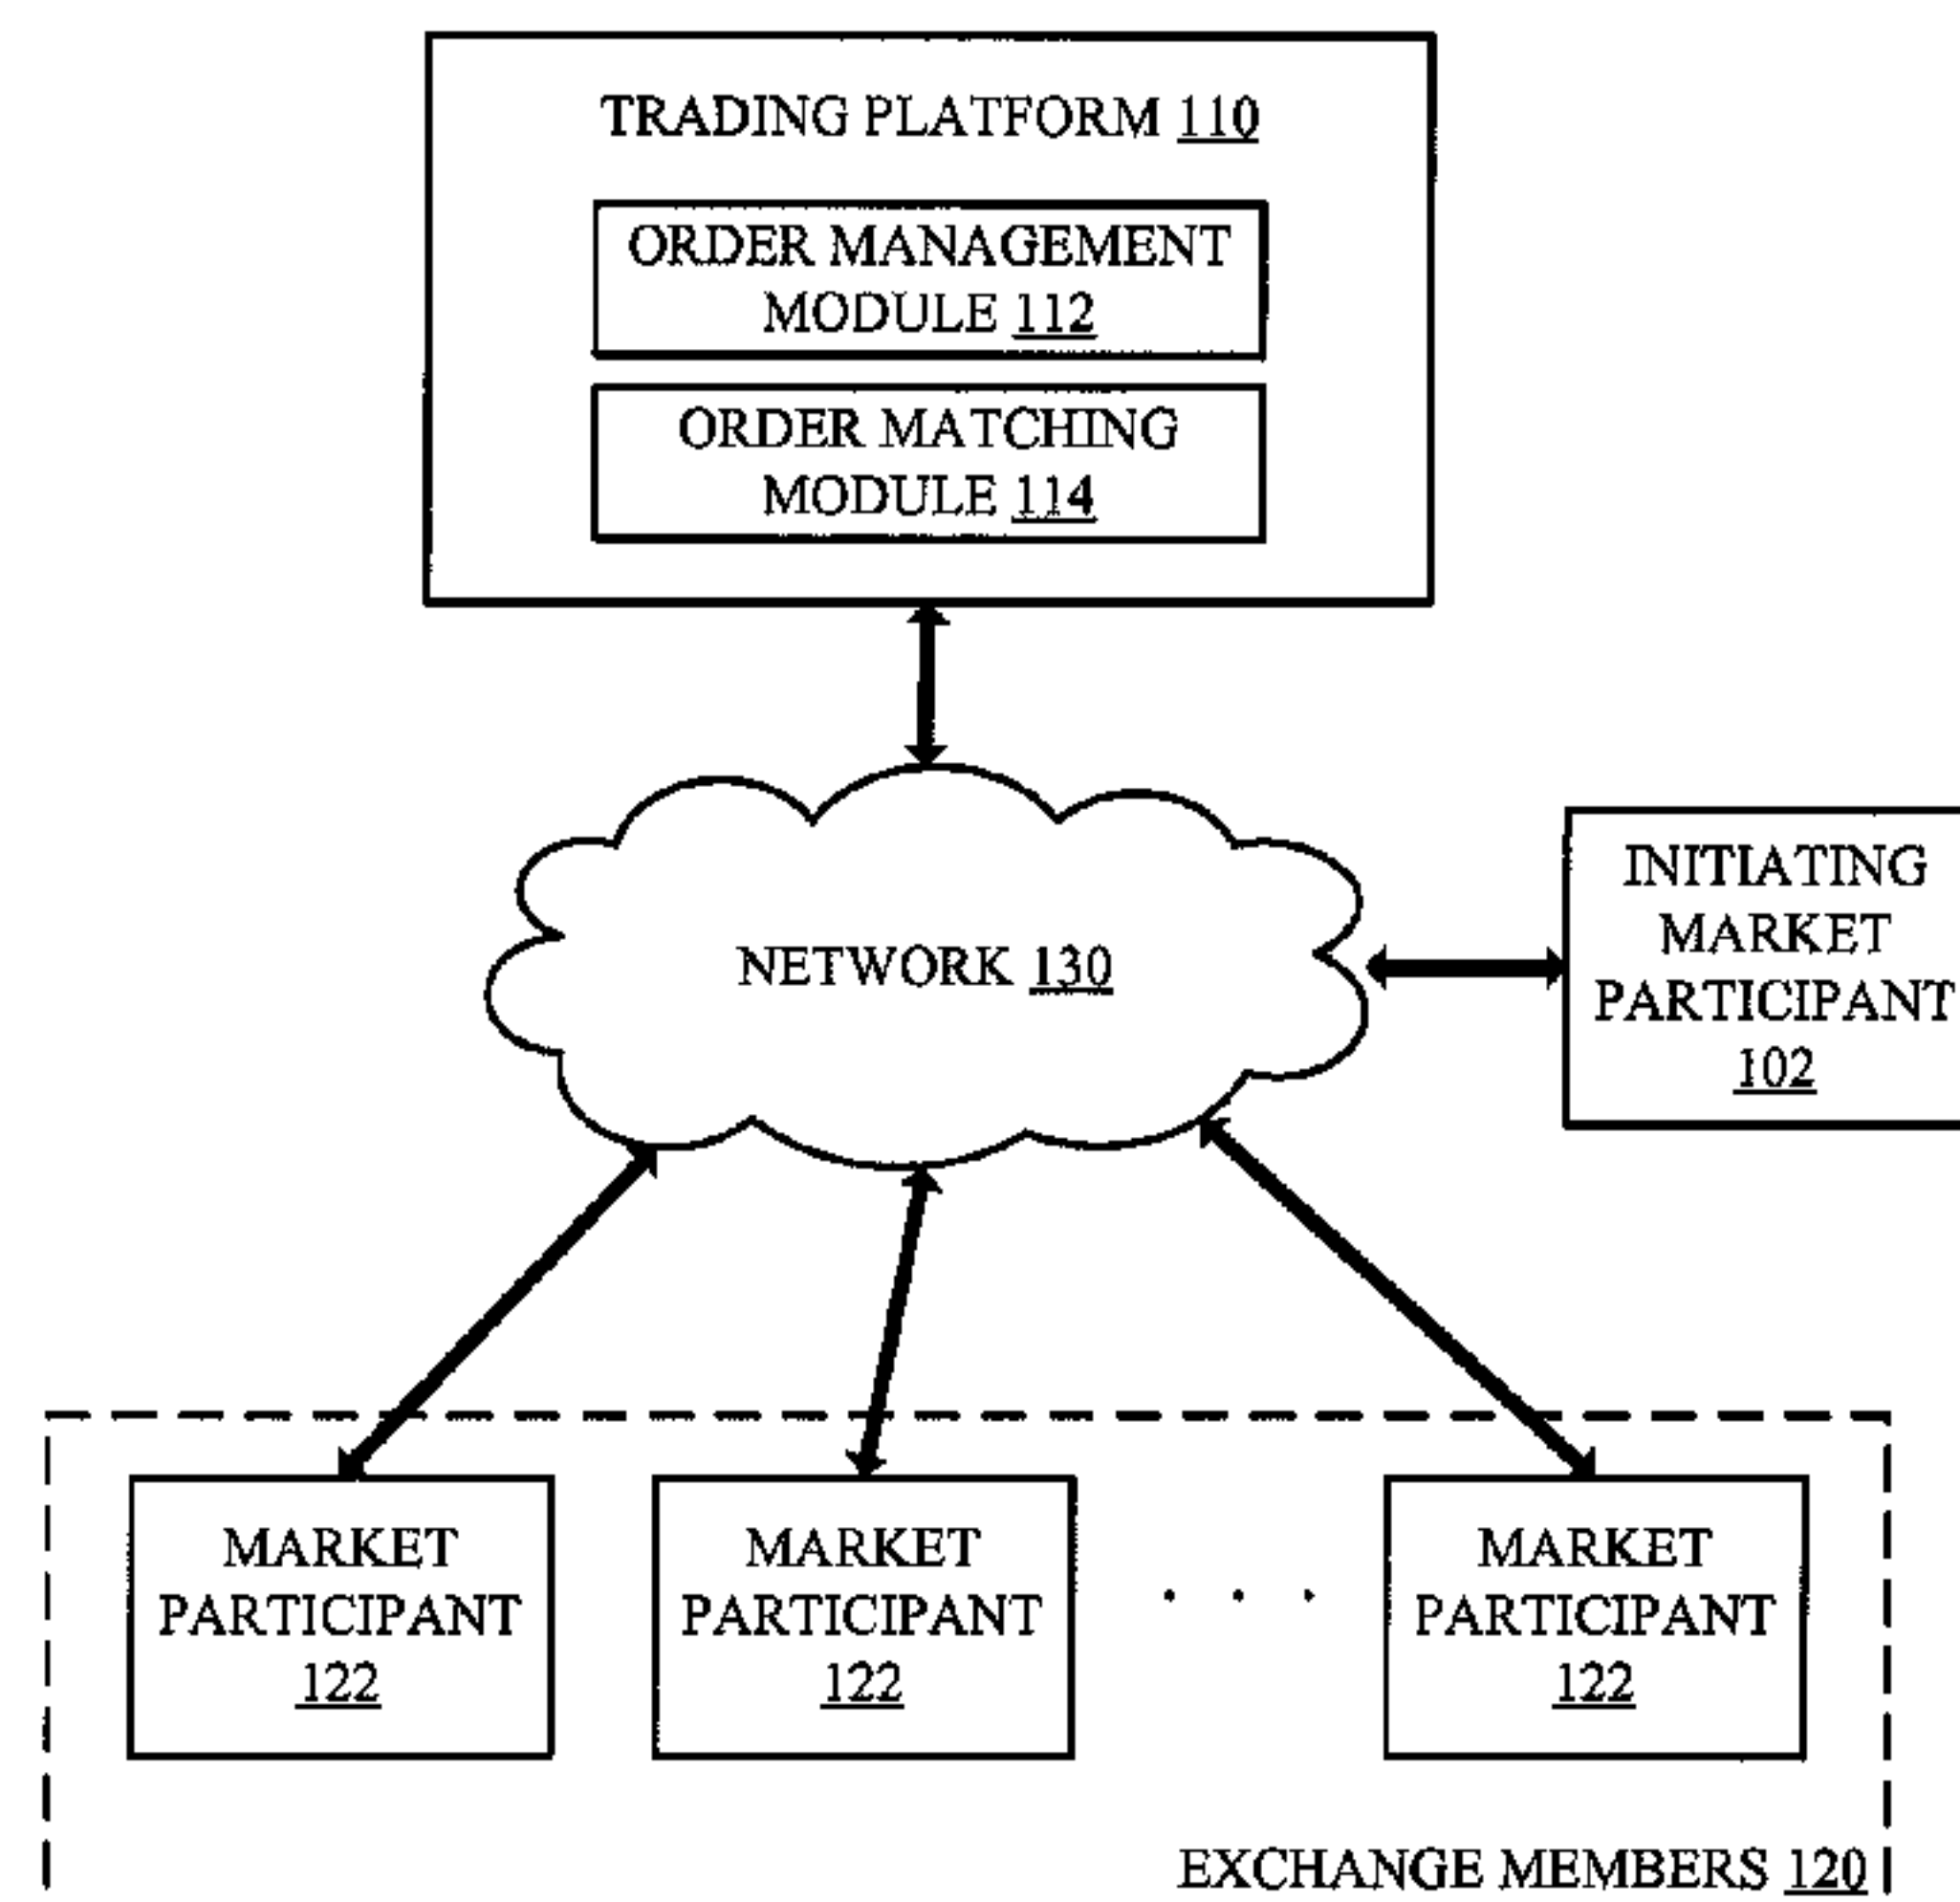 TRADING PLATFORM 110
ORDER MANAGEMENT
MODULE 112
ORDER MATCHING
MODULE 114
NETWORK 130
INITIATING
MARKET
PARTICIPANT
102
MARKET
PARTICIPANT
122
MARKET
PARTICIPANT
122
. . .
MARKET
PARTICIPANT
122
EXCHANGE MEMBERS 120